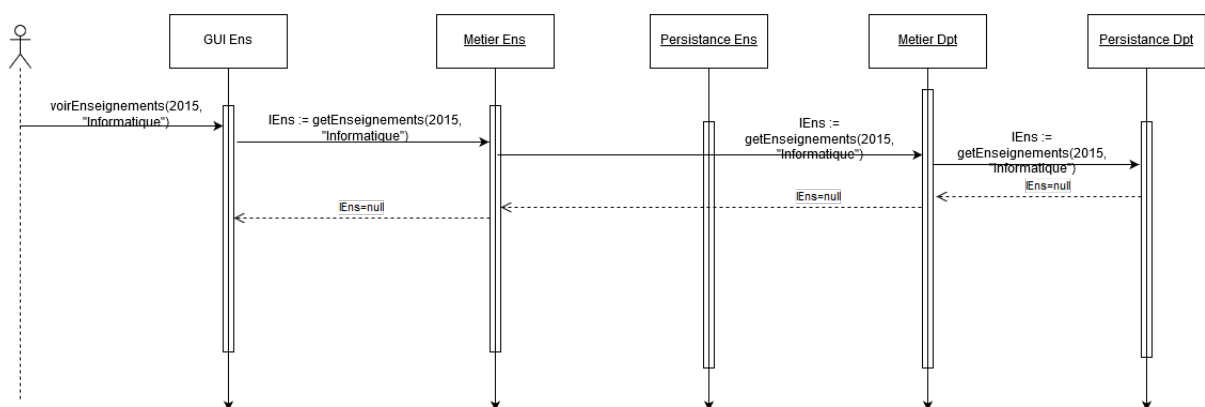 GUI Ens
Metier Ens
Persistance Ens
Metier Dpt
Persistance Dpt
voirEnseignements(2015,
"Informatique")
lEns := getEnseignements(2015,
"Informatique")
lEns :=
getEnseignements(2015,
"Informatique")
lEns :=
getEnseignements(2015,
"Informatique")
lEns=null
lEns=null
lEns=null